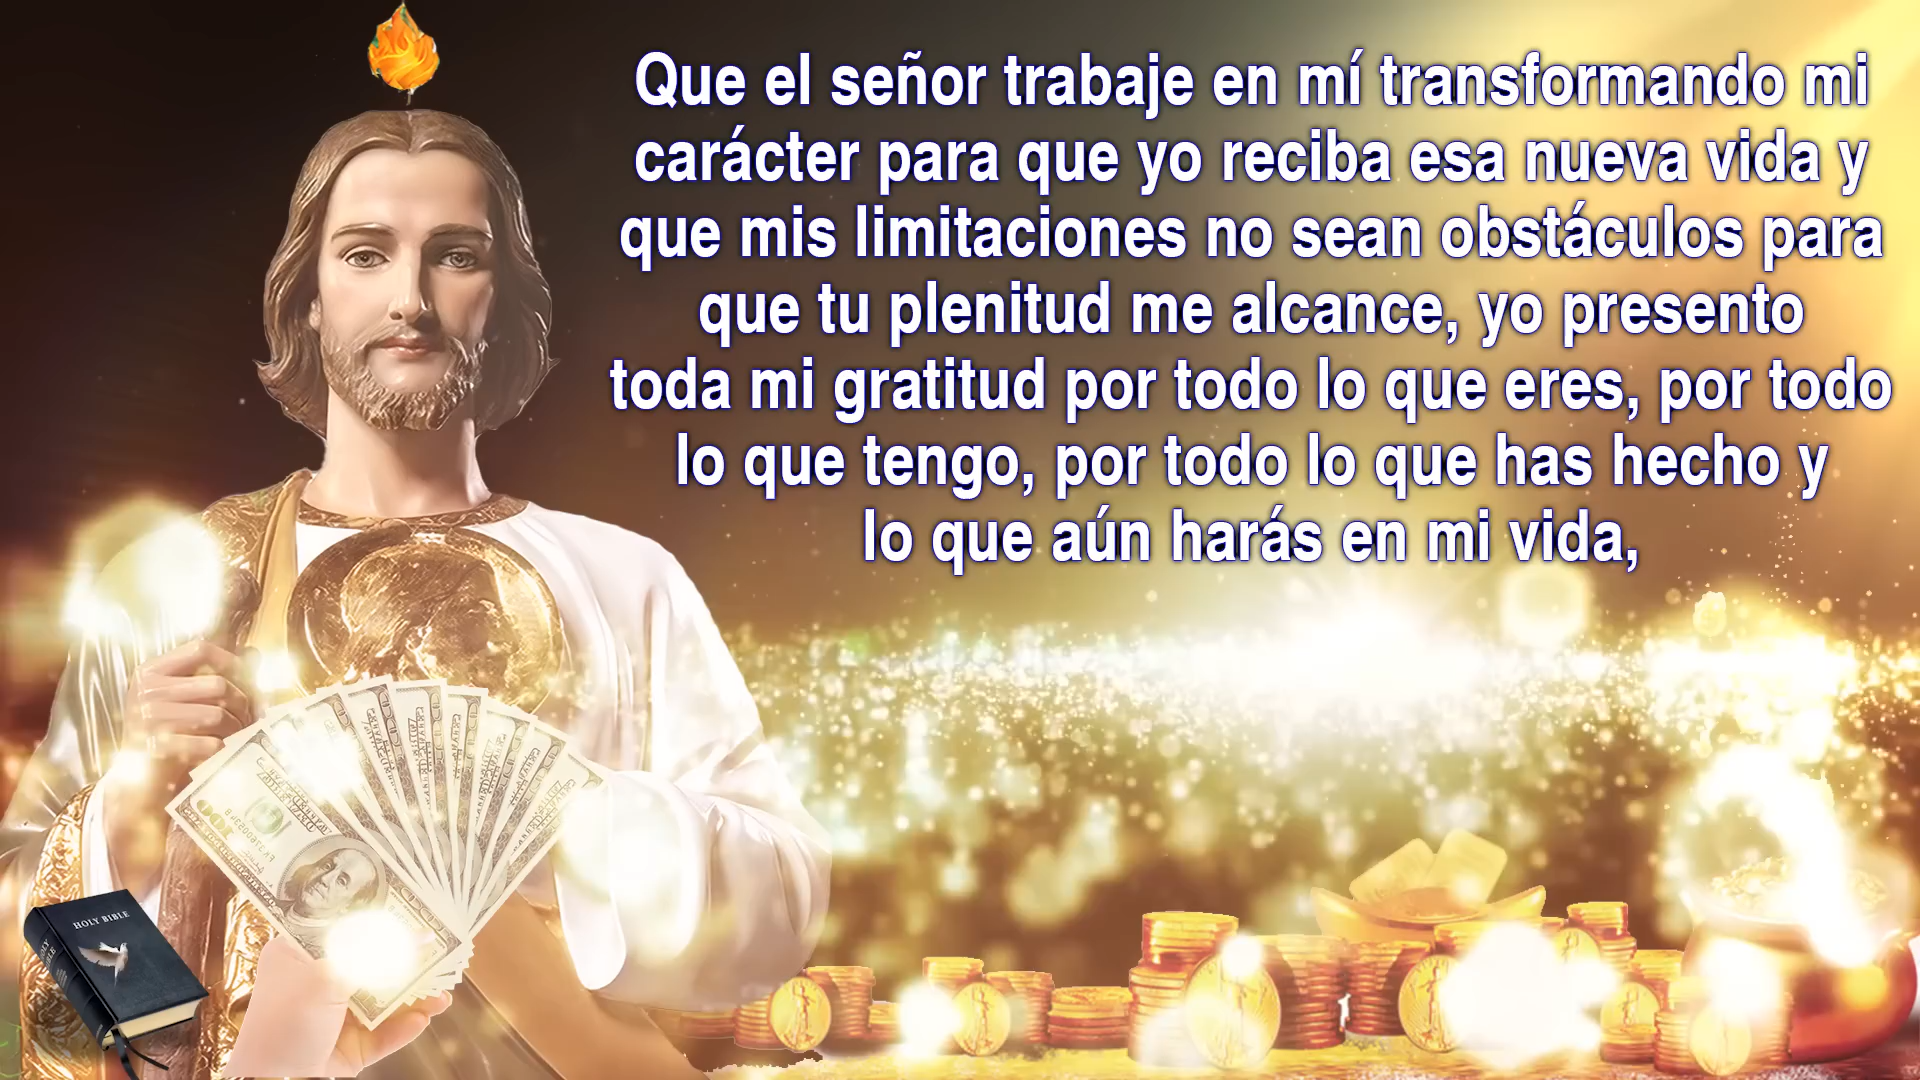 Que el señor trabaje en mí transformando mi
carácter para que yo reciba esa nueva vida y
que mis limitaciones no sean obstáculos para
que tu plenitud me alcance, yo presento
toda mi gratitud por todo lo que eres, por todo
lo que tengo, por todo lo que has hecho y
lo que aún harás en mi vida,
HOLY BIBLE
HOLY
BIBLE